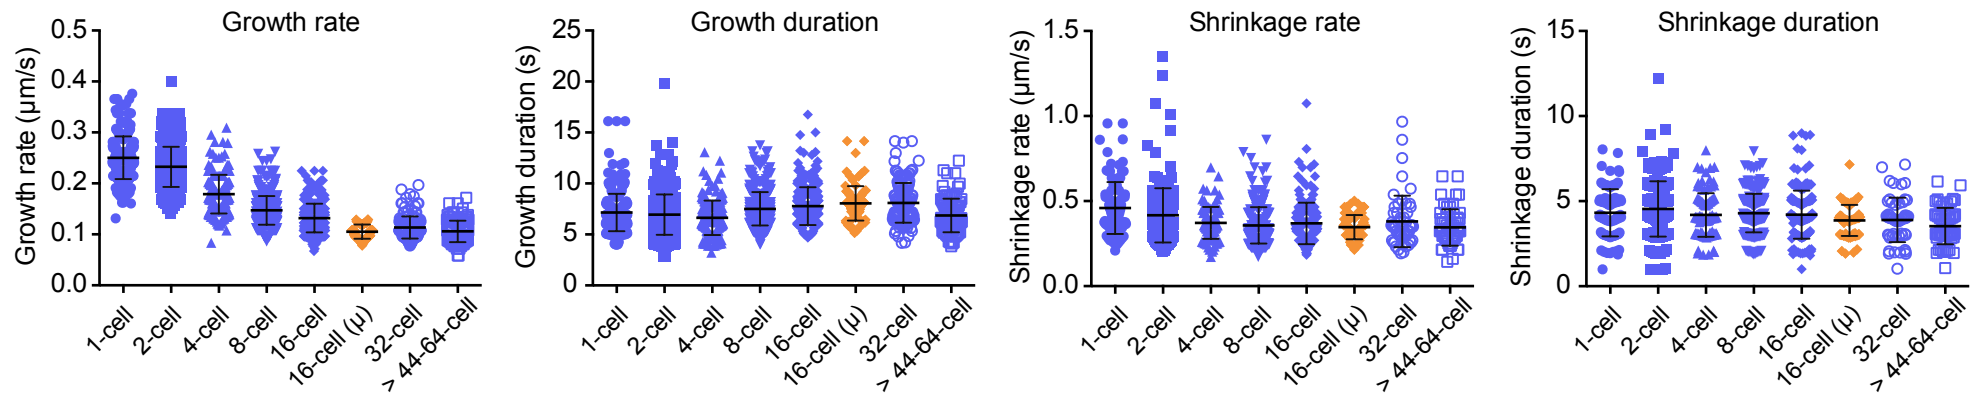 Growth rate
Growth rate (μm/s)
0.5
0.4
0.3
0.2
0.1
0.0
1-cell
2-cell
4-cell
8-cell
16-cell
16-cell (μ)
32-cell
> 44-64-cell
Growth duration
Growth duration (s)
25
20
15
10
5
0
1-cell
2-cell
4-cell
8-cell
16-cell
16-cell (μ)
32-cell
> 44-64-cell
Shrinkage rate
Shrinkage rate (μm/s)
1.5
1.0
0.5
0.0
1-cell
2-cell
4-cell
8-cell
16-cell
16-cell (μ)
32-cell
> 44-64-cell
Shrinkage duration
Shrinkage duration (s)
15
10
5
0
1-cell
2-cell
4-cell
8-cell
16-cell
16-cell (μ)
32-cell
> 44-64-cell